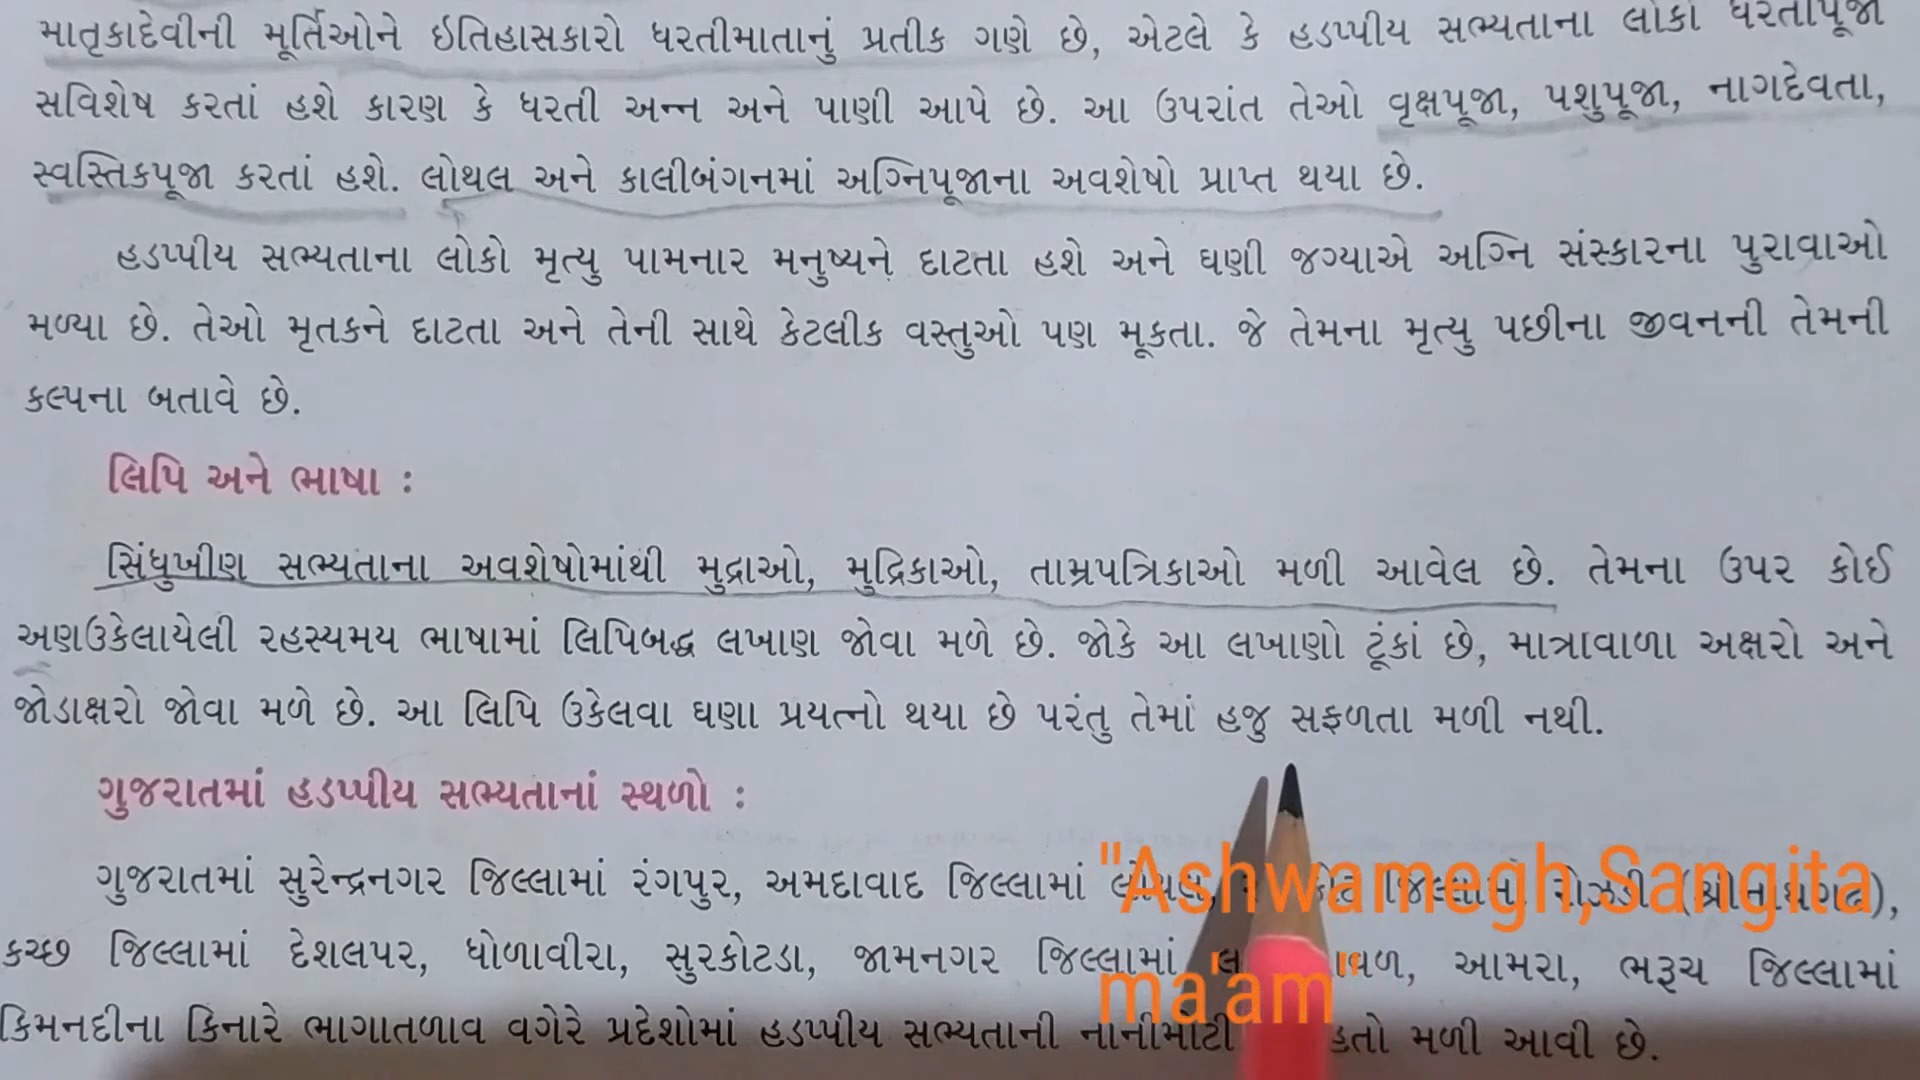 માતૃકાદેવીની મૂર્તિઓને ઇતિહાસકારો ધરતીમાતાનું પ્રતીક ગણે છે, એટલે કે હડપ્પીય સભ્યતાના લોકો ધરતીપૂજા
સવિશેષ કરતાં હશે કારણ કે ધરતી અન્ન અને પાણી આપે છે. આ ઉપરાંત તેઓ વૃક્ષપૂજા, પશુપૂજા, નાગદેવતા,
સ્વસ્તિકપૂજા કરતાં હશે. લોથલ અને કાલીબંગનમાં અગ્નિપૂજાના અવશેષો પ્રાપ્ત થયા છે.
હડપ્પીય સભ્યતાના લોકો મૃત્યુ પામનાર મનુષ્યને દાટતા હશે અને ઘણી જગ્યાએ અગ્નિ સંસ્કારના પુરાવાઓ
મળ્યા છે. તેઓ મૃતકને દાટતા અને તેની સાથે કેટલીક વસ્તુઓ પણ મૂકતા. જે તેમના મૃત્યુ પછીના જીવનની તેમની
કલ્પના બતાવે છે.
લિપિ અને ભાષા :
સિંધુખીણ સભ્યતાના અવશેષોમાંથી મુદ્રાઓ, મુદ્રિકાઓ, તામ્રપત્રિકાઓ મળી આવેલ છે. તેમના ઉપર કોઈ
અણઉકેલાયેલી રહસ્યમય ભાષામાં લિપિબદ્ધ લખાણ જોવા મળે છે. જોકે આ લખાણો ટૂંકાં છે, માત્રાવાળા અક્ષરો અને
જોડાક્ષરો જોવા મળે છે. આ લિપિ ઉકેલવા ઘણા પ્રયત્નો થયા છે પરંતુ તેમાં હજુ સફળતા મળી નથી.
ગુજરાતમાં હડપ્પીય સભ્યતાનાં સ્થળો :
ગુજરાતમાં સુરેન્દ્રનગર જિલ્લામાં રંગપુર, અમદાવાદ જિલ્લામાં
"Ashwamegh,Sangita
કચ્છ જિલ્લામાં દેશલપર, ધોળાવીરા, સુરકોટડા, જામનગર જિલ્લામાં આમરા, ભરૂચ જિલ્લામાં
ma'am"
કિમનદીના કિનારે ભાગાતળાવ વગેરે પ્રદેશોમાં હડપ્પીય સભ્યતાની નાનીમોટી મળી આવી છે.